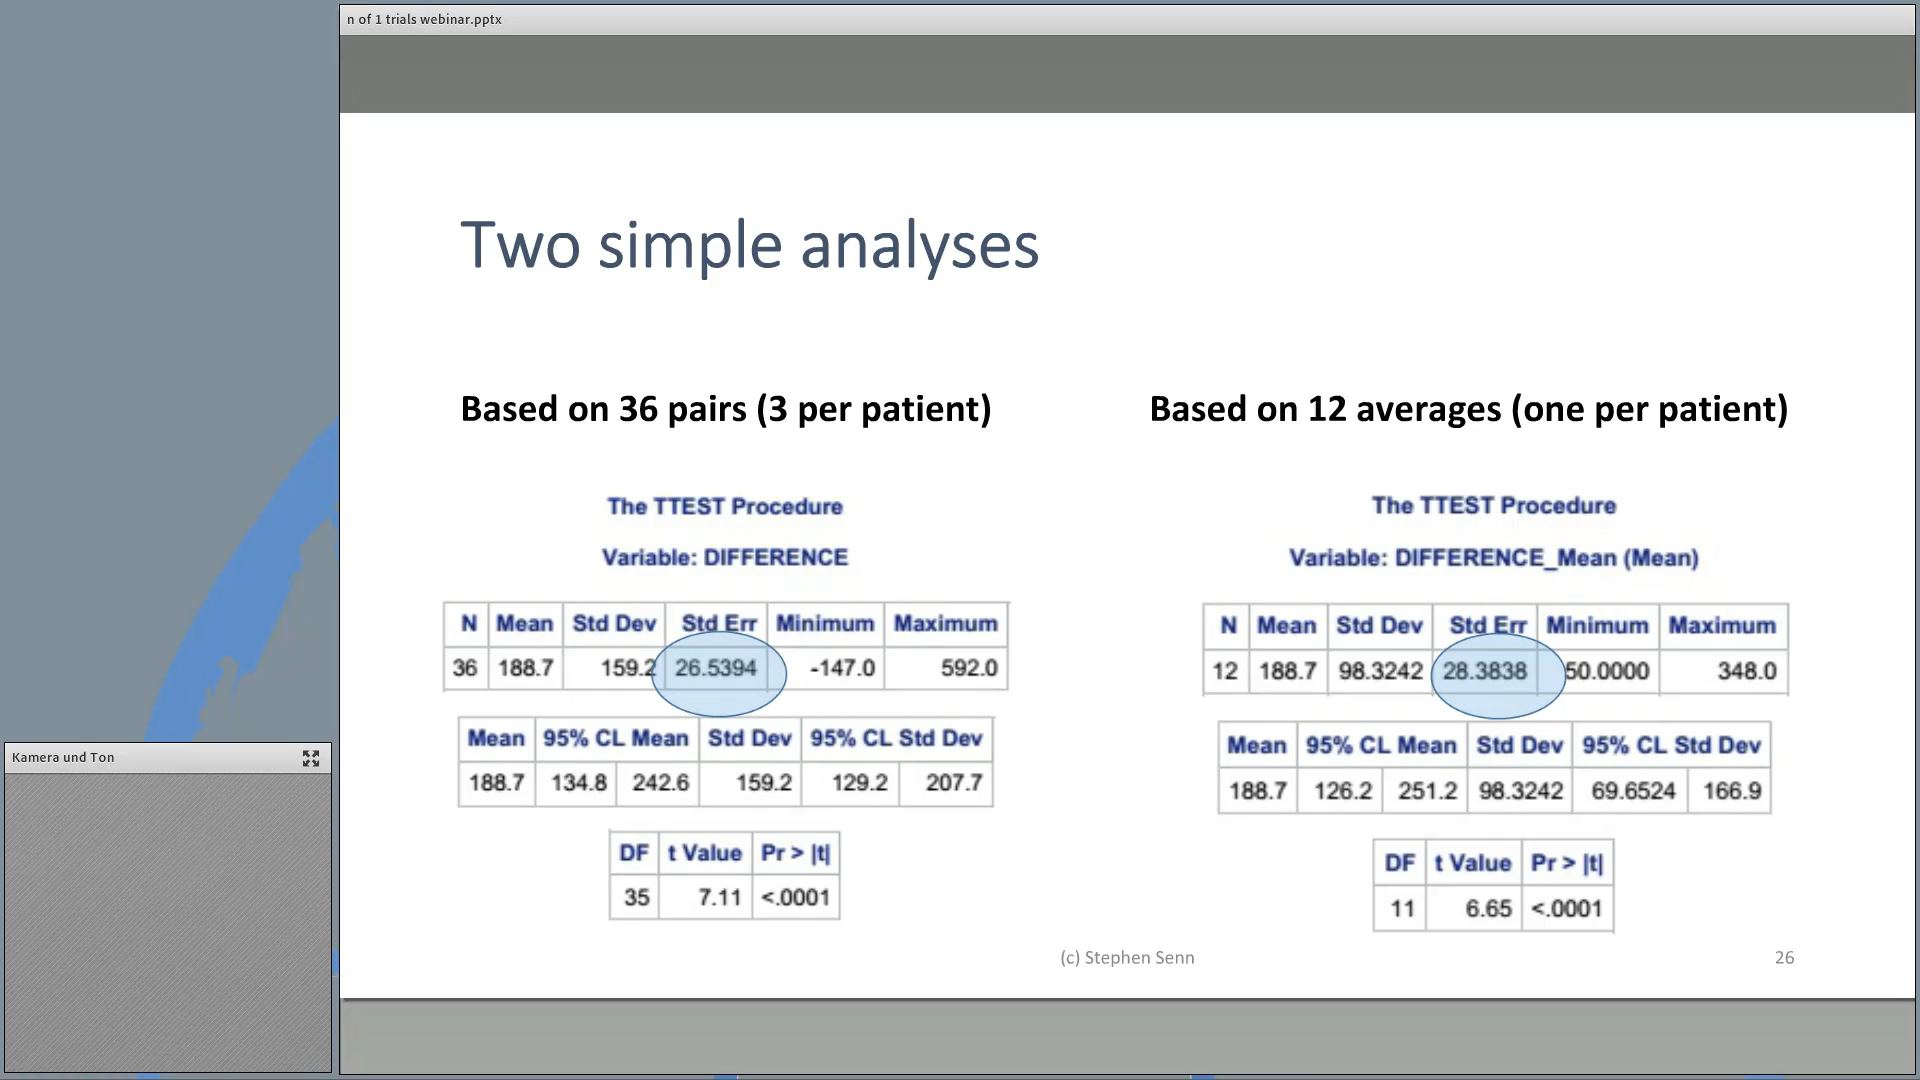 n of 1 trials webinar.pptx
Two simple analyses
Based on 36 pairs (3 per patient)
The TTEST Procedure
Variable: DIFFERENCE
N Mean Std Dev Std Err Minimum Maximum
36 188.7 159.2 26.5394 -147.0 592.0
Mean 95% CL Mean Std Dev 95% CL Std Dev
188.7 134.8 242.6 159.2 129.2 207.7
DF t Value Pr > |t|
35 7.11 <.0001
Based on 12 averages (one per patient)
The TTEST Procedure
Variable: DIFFERENCE_Mean (Mean)
N Mean Std Dev Std Err Minimum Maximum
12 188.7 98.3242 28.3838 50.0000 348.0
Mean 95% CL Mean Std Dev 95% CL Std Dev
188.7 126.2 251.2 98.3242 69.6524 166.9
DF t Value Pr > |t|
11 6.65 <.0001
(c) Stephen Senn
26
Kamera und Ton